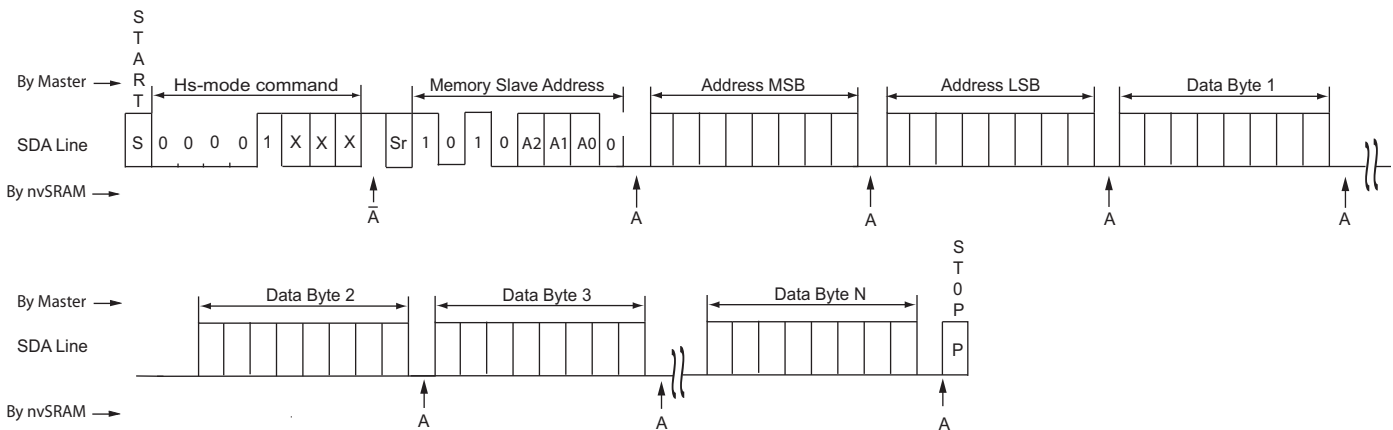 START
By Master
Hs-mode command
Memory Slave Address
Address MSB
Address LSB
Data Byte 1
SDA Line
S 0 0 0 0 1 X X X Sr 1 0 1 0 A2 A1 A0 0
By nvSRAM
A̅ A A A A
STOP
By Master
Data Byte 2
Data Byte 3
Data Byte N
SDA Line
P
By nvSRAM
A A A